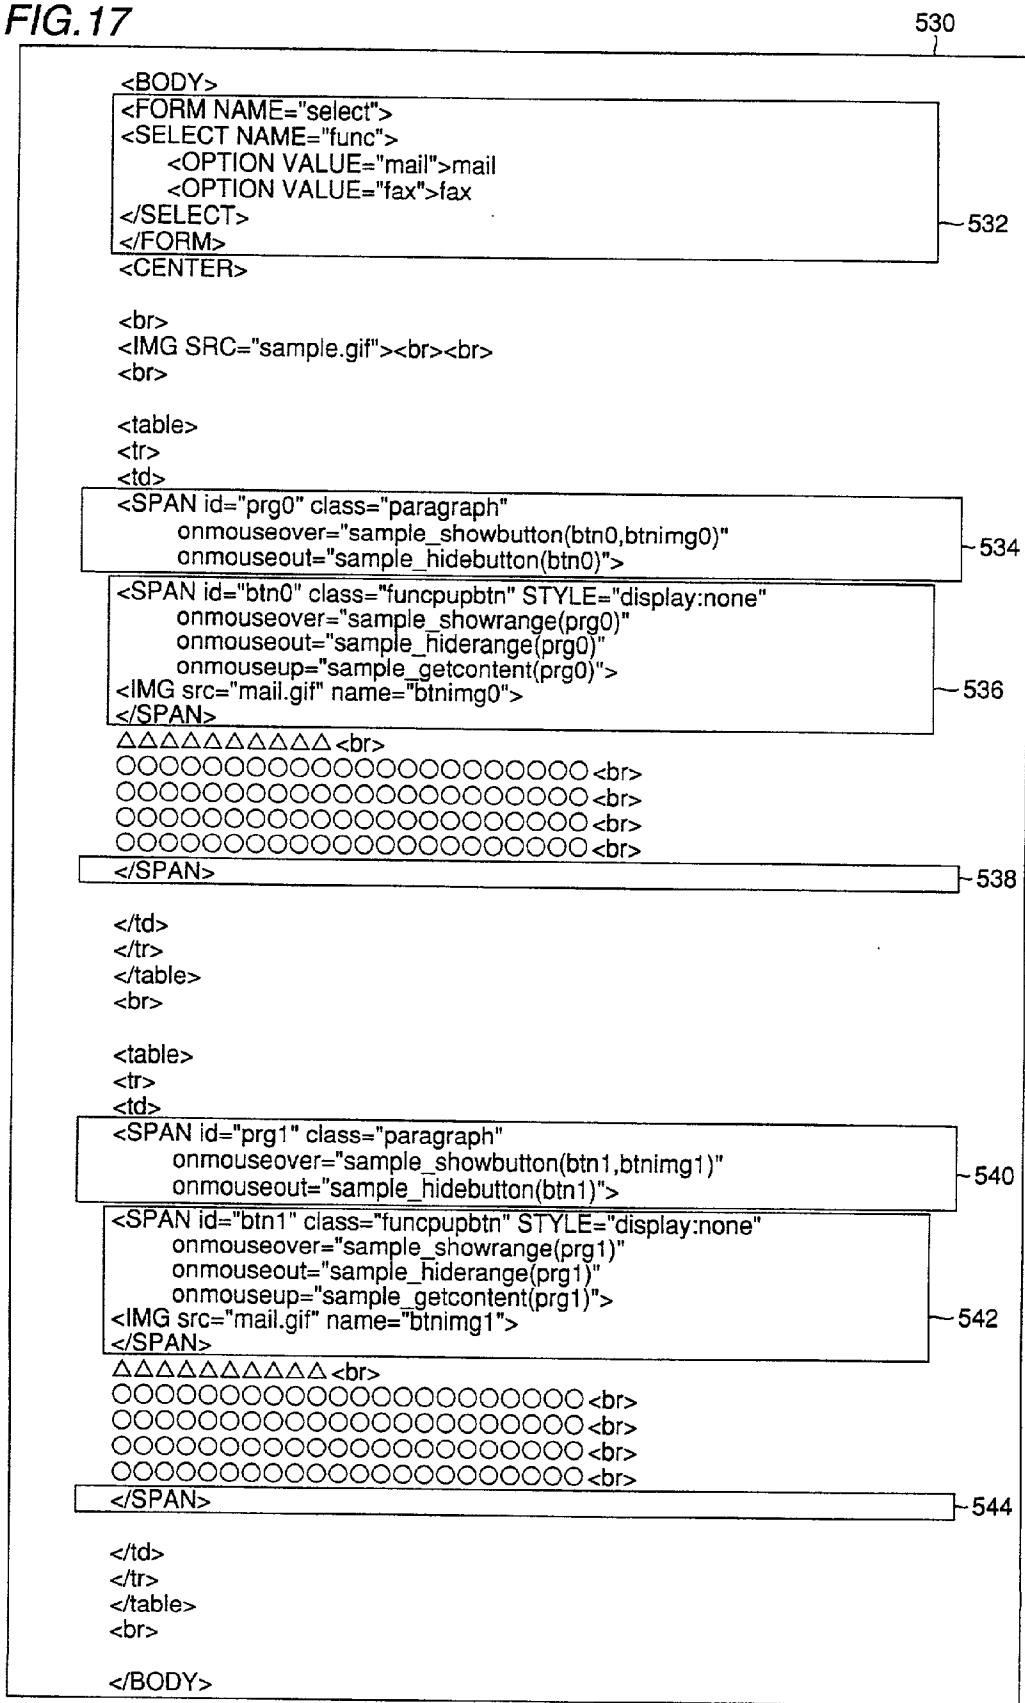 FIG.17
530
<BODY>
<FORM NAME="select">
<SELECT NAME="func">
<OPTION VALUE="mail">mail
<OPTION VALUE="fax">fax
</SELECT>
532
</FORM>
<CENTER>
<br>
<IMG SRC="sample.gif"><br><br>
<br>
<table>
<tr>
<td>
<SPAN id="prg0" class="paragraph"
onmouseover="sample_showbutton(btn0,btnimg0)"
534
onmouseout="sample_hidebutton(btn0)">
<SPAN id="btn0" class="funcpupbtn" STYLE="display:none"
onmouseover="sample_showrange(prg0)"
onmouseout="sample_hiderange(prg0)"
onmouseup="sample_getcontent(prg0)">
<IMG src="mail.gif" name="btnimg0">
536
</SPAN>
△△△△△△△△△△<br>
○○○○○○○○○○○○○○○○○○○○○○<br>
○○○○○○○○○○○○○○○○○○○○○○<br>
○○○○○○○○○○○○○○○○○○○○○○<br>
○○○○○○○○○○○○○○○○○○○○○○<br>
</SPAN>
538
</td>
</tr>
</table>
<br>
<table>
<tr>
<td>
<SPAN id="prg1" class="paragraph"
onmouseover="sample_showbutton(btn1,btnimg1)"
540
onmouseout="sample_hidebutton(btn1)">
<SPAN id="btn1" class="funcpupbtn" STYLE="display:none"
onmouseover="sample_showrange(prg1)"
onmouseout="sample_hiderange(prg1)"
onmouseup="sample_getcontent(prg1)">
<IMG src="mail.gif" name="btnimg1">
542
</SPAN>
△△△△△△△△△△<br>
○○○○○○○○○○○○○○○○○○○○○○<br>
○○○○○○○○○○○○○○○○○○○○○○<br>
○○○○○○○○○○○○○○○○○○○○○○<br>
○○○○○○○○○○○○○○○○○○○○○○<br>
</SPAN>
544
</td>
</tr>
</table>
<br>
</BODY>